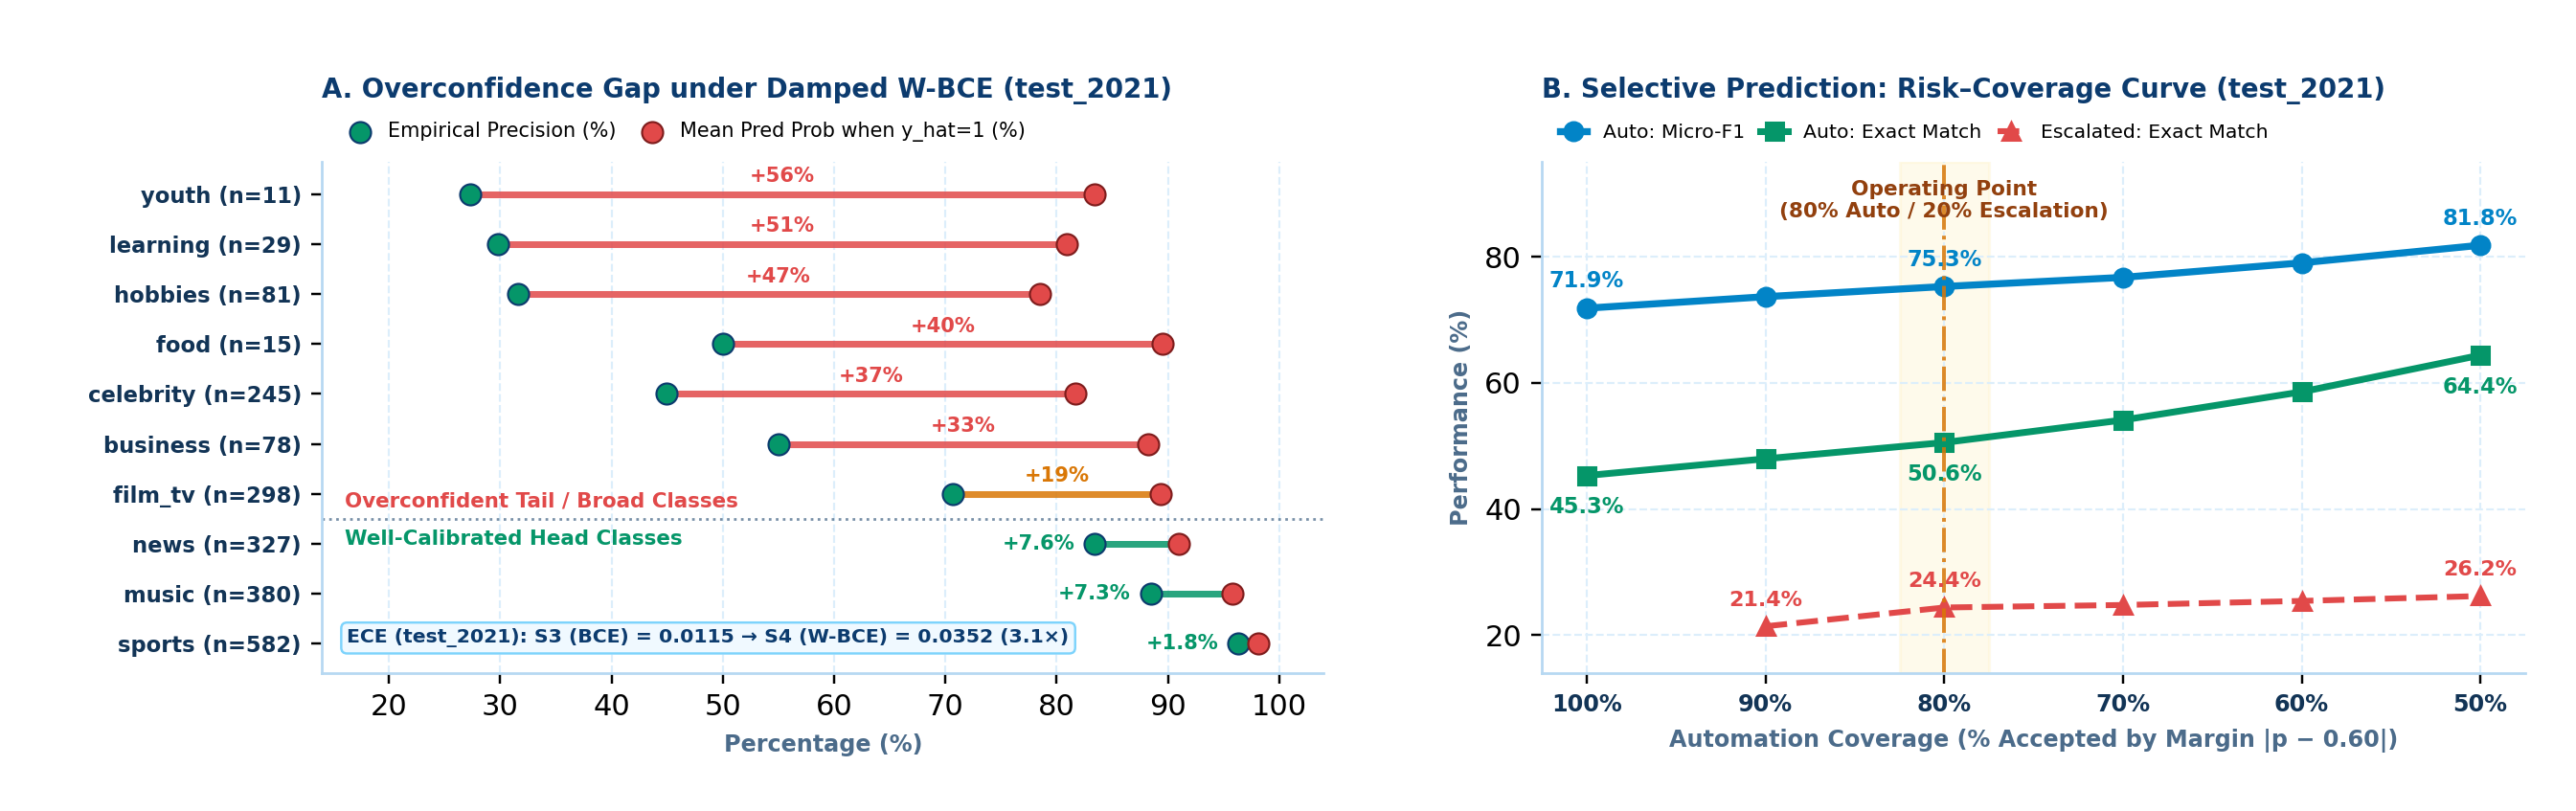 A. Overconfidence Gap under Damped W-BCE (test_2021)
Empirical Precision (%)
Mean Pred Prob when y_hat=1 (%)
youth (n=11)
+56%
learning (n=29)
+51%
hobbies (n=81)
+47%
food (n=15)
+40%
celebrity (n=245)
+37%
business (n=78)
+33%
film_tv (n=298)
+19%
Overconfident Tail / Broad Classes
Well-Calibrated Head Classes
news (n=327)
+7.6%
music (n=380)
+7.3%
sports (n=582)
ECE (test_2021): S3 (BCE) = 0.0115 → S4 (W-BCE) = 0.0352 (3.1×)
+1.8%
20 30 40 50 60 70 80 90 100
Percentage (%)
B. Selective Prediction: Risk–Coverage Curve (test_2021)
Auto: Micro-F1
Auto: Exact Match
Escalated: Exact Match
Operating Point
(80% Auto / 20% Escalation)
71.9%
75.3%
81.8%
45.3%
50.6%
64.4%
21.4%
24.4%
26.2%
80
60
40
20
Performance (%)
100% 90% 80% 70% 60% 50%
Automation Coverage (% Accepted by Margin |p − 0.60|)